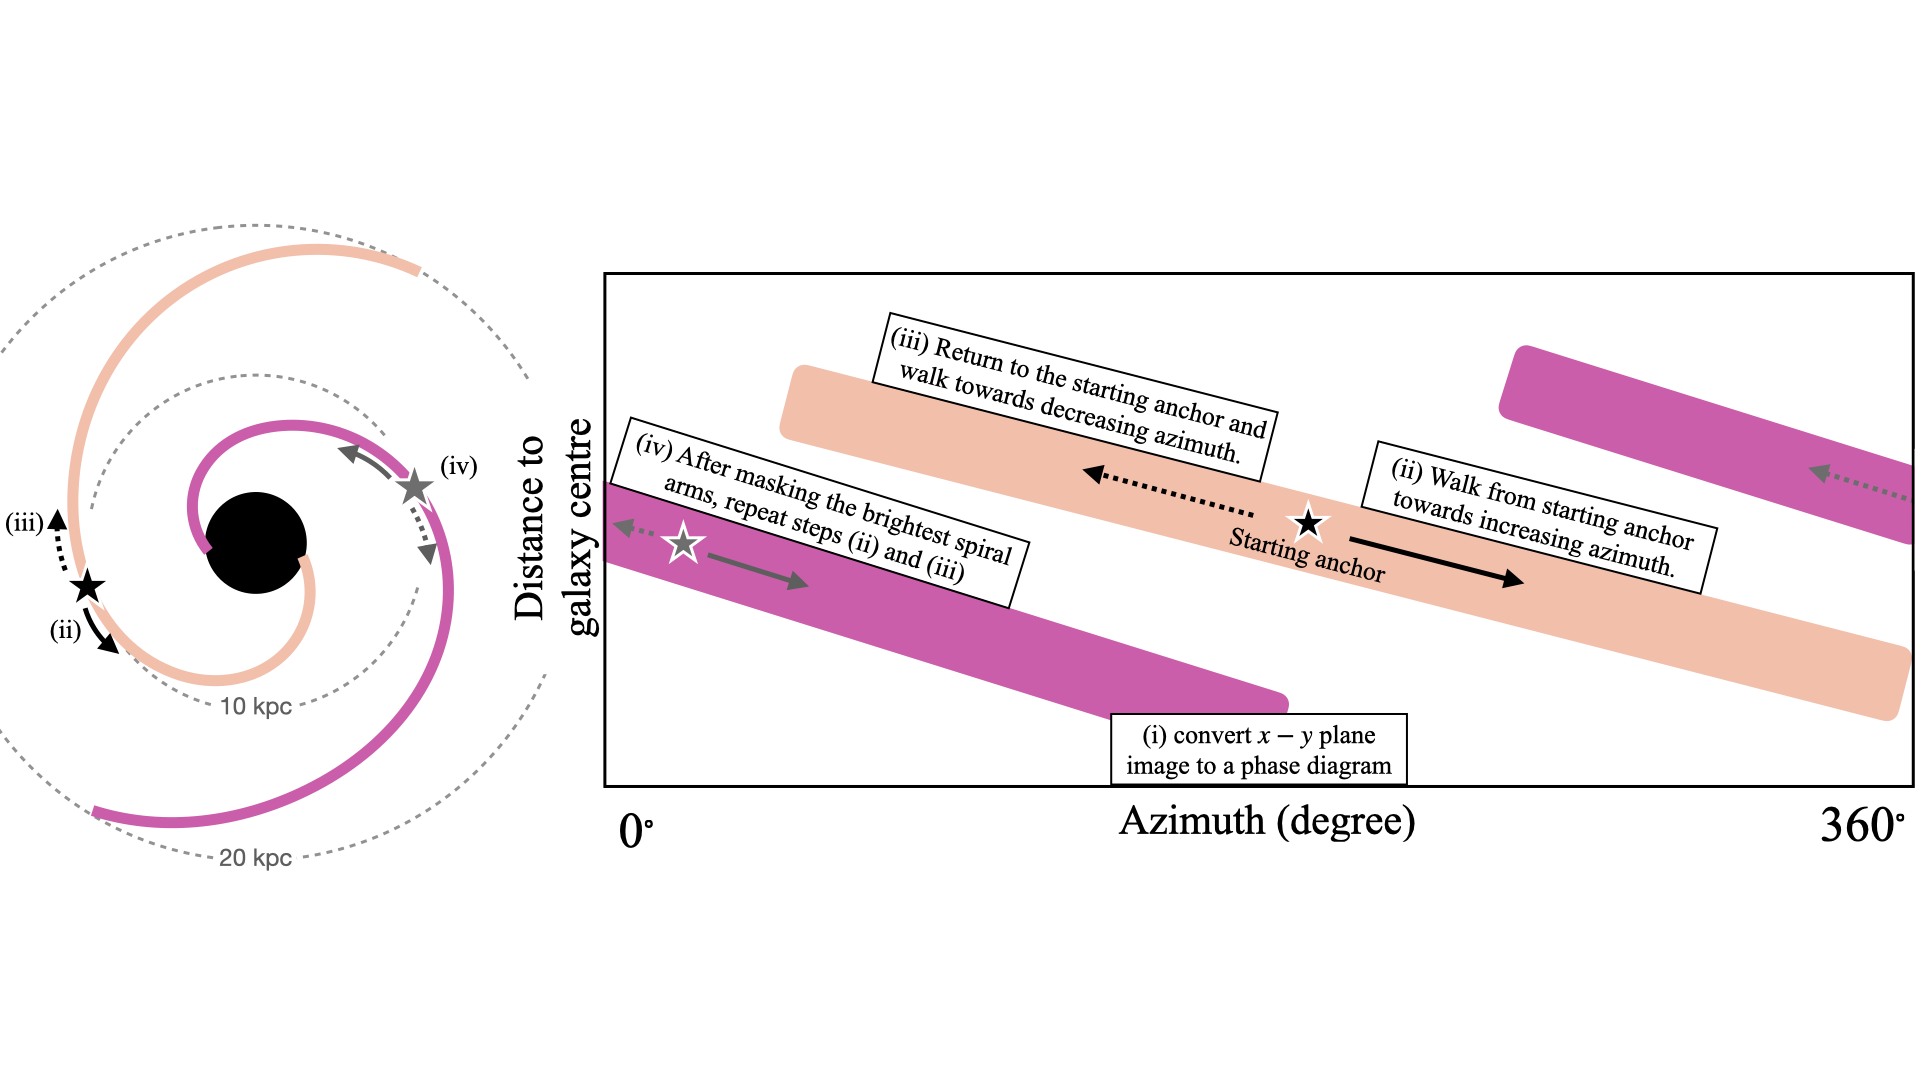 (iii)
(ii)
(iv)
10 kpc
20 kpc
Distance to
galaxy centre
(iii) Return to the starting anchor and
walk towards decreasing azimuth.
(iv) After masking the brightest spiral
arms, repeat steps (ii) and (iii)
(ii) Walk from starting anchor
towards increasing azimuth.
Starting anchor
(i) convert x − y plane
image to a phase diagram
0°
Azimuth (degree)
360°